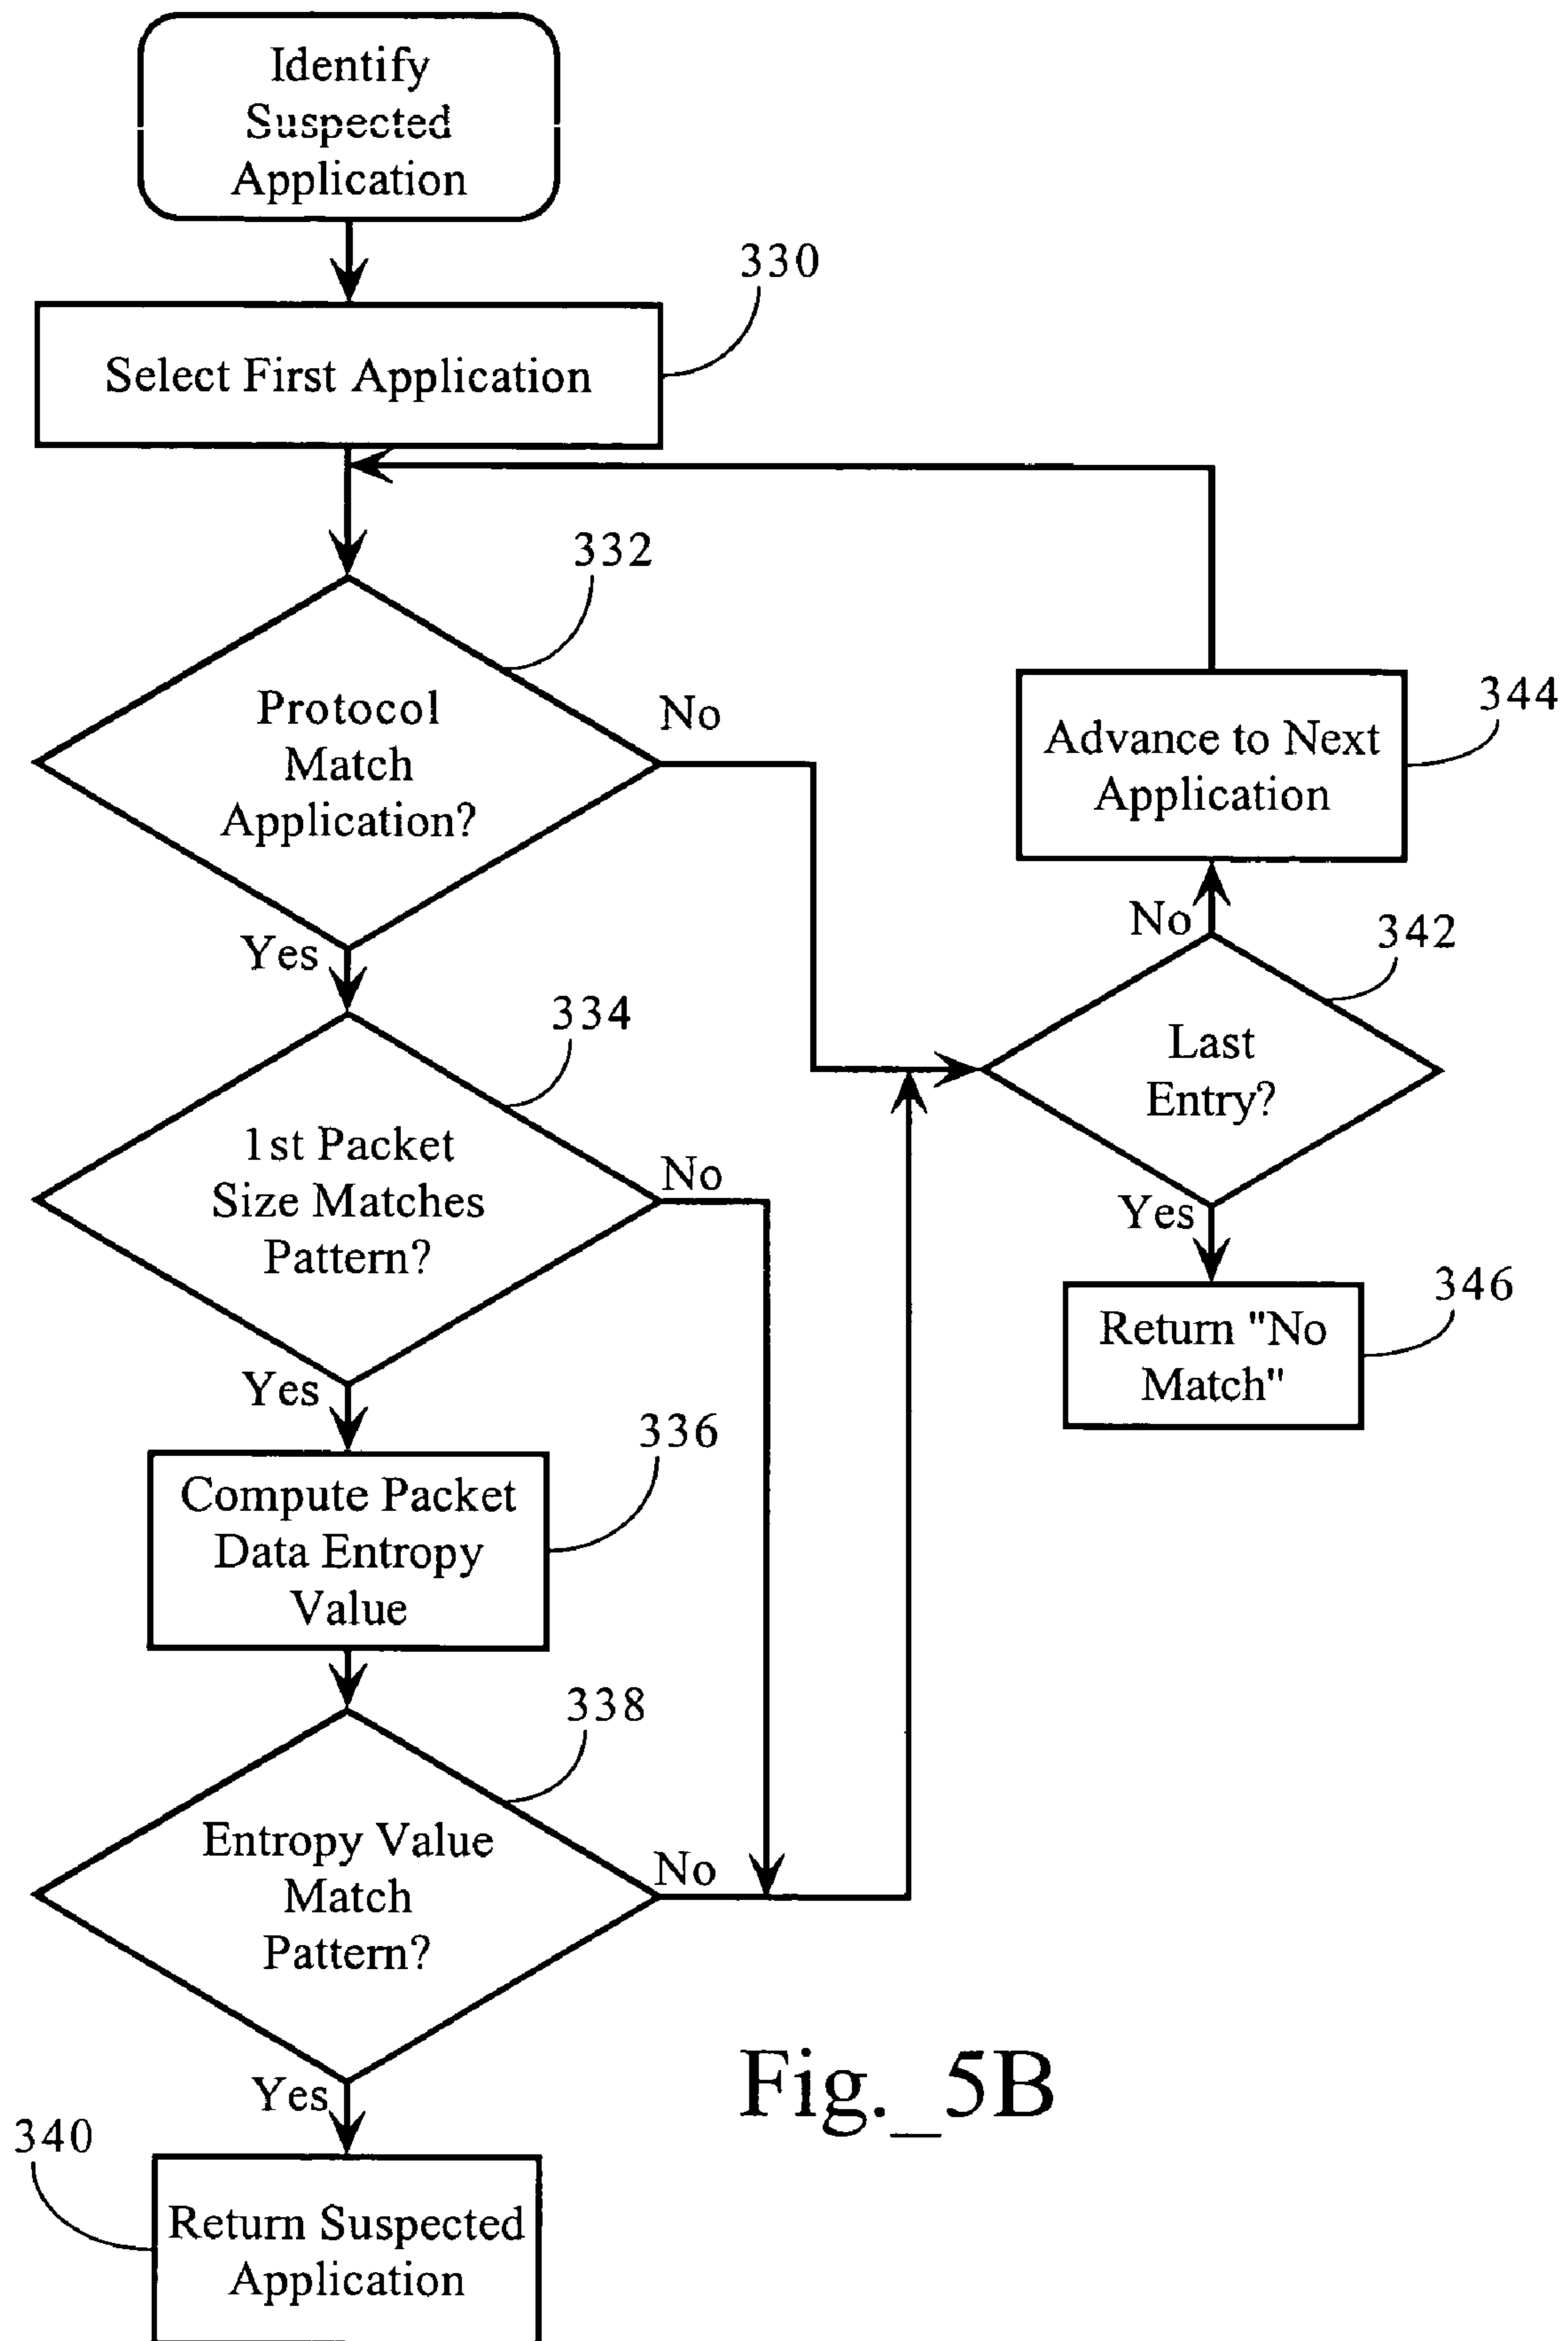 Identify
Suspected
Application
330
Select First Application
332
Protocol
Match
Application?
No
Yes
344
Advance to Next
Application
No
342
Last
Entry?
Yes
346
Return "No
Match"
334
1st Packet
Size Matches
Pattern?
No
Yes
336
Compute Packet
Data Entropy
Value
338
Entropy Value
Match
Pattern?
No
Yes
340
Return Suspected
Application
Fig._5B